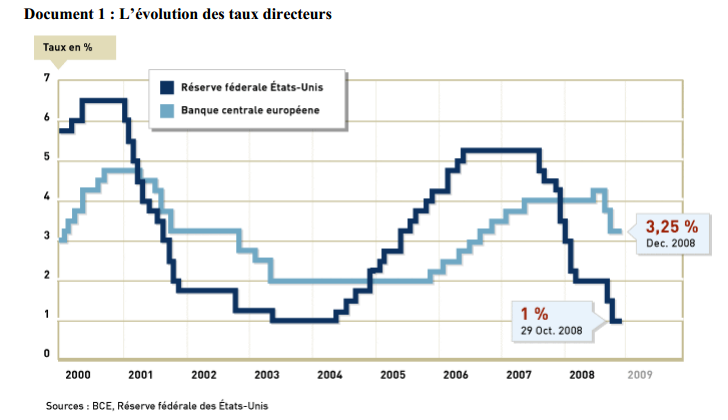 Document 1 : L'évolution des taux directeurs
Taux en %
Réserve féderale États-Unis
Banque centrale européene
7
6
5
4
3
2
1
0
3,25 %
Dec. 2008
1 %
29 Oct. 2008
2000 2001 2002 2003 2004 2005 2006 2007 2008 2009
Sources : BCE, Réserve fédérale des États-Unis